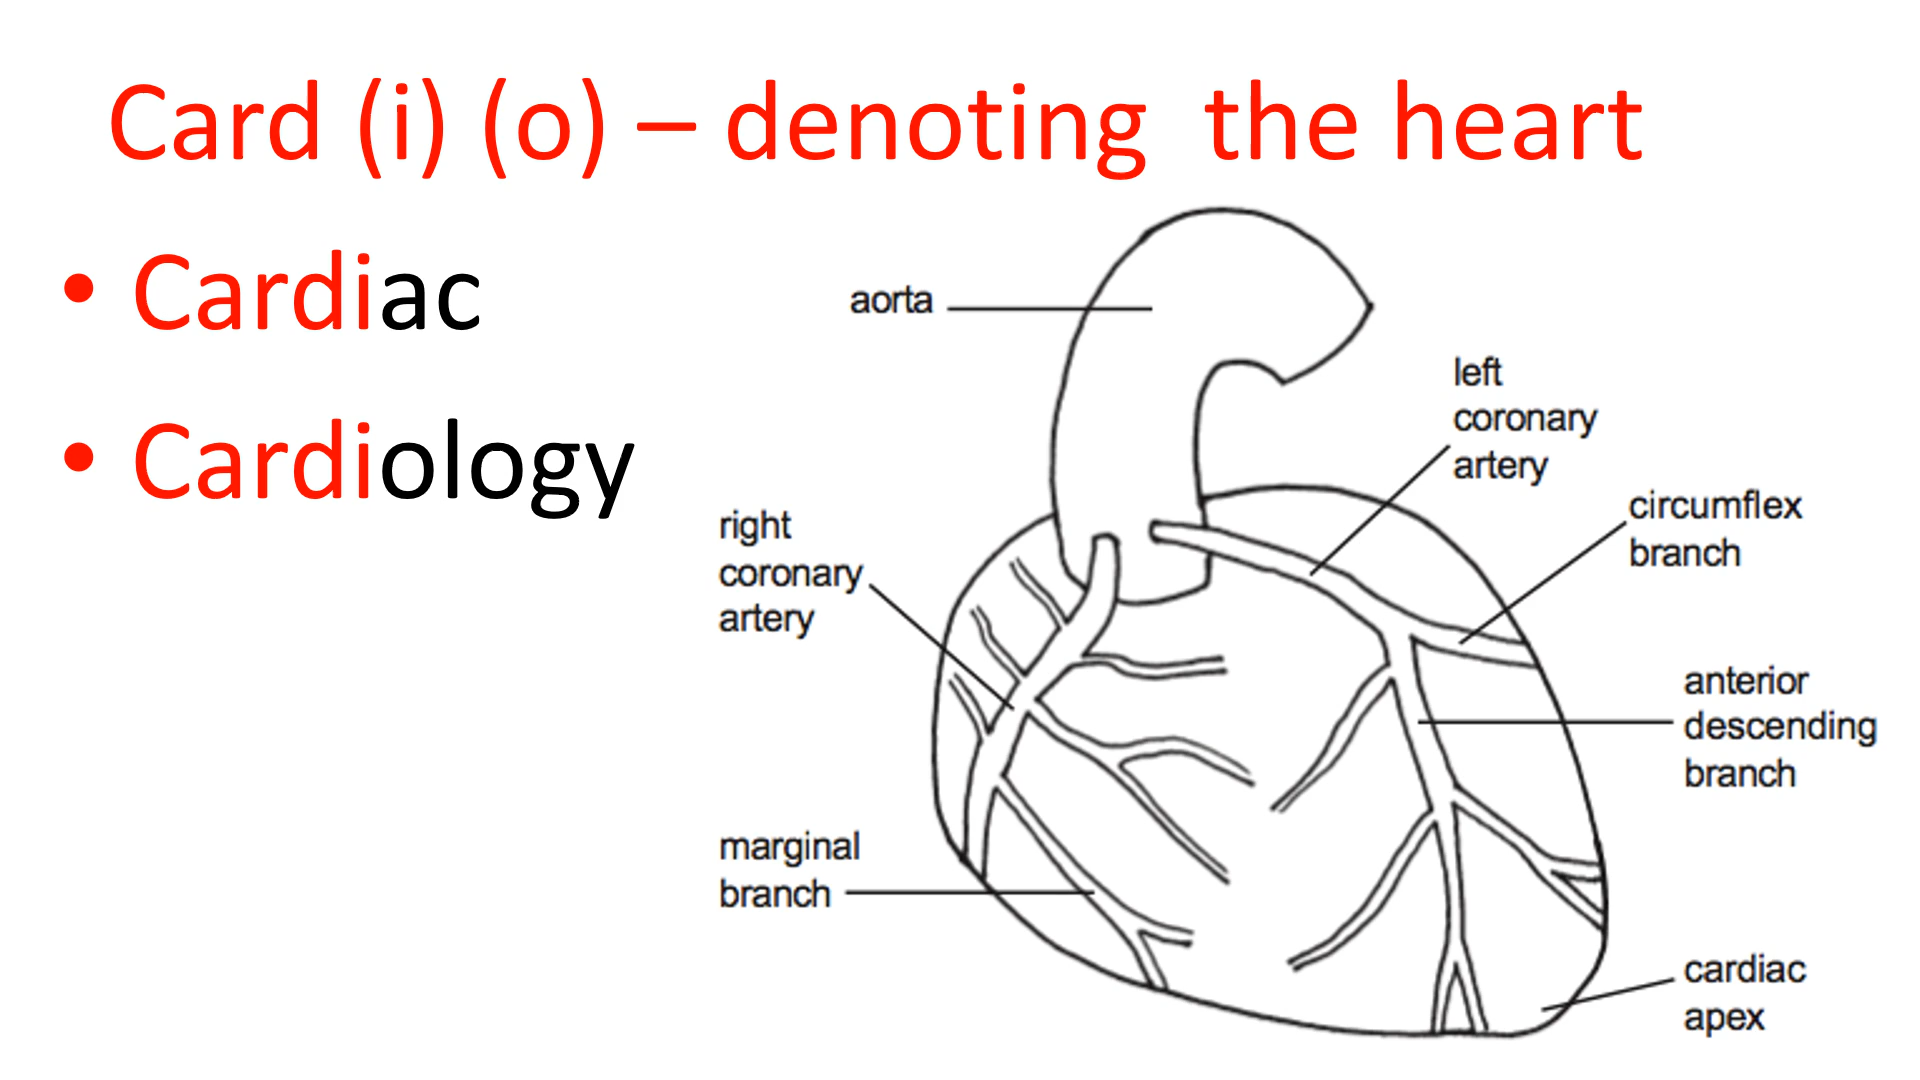 Card (i) (o) – denoting  the heart
• Cardiac
• Cardiology
aorta
left
coronary
artery
circumflex
branch
right
coronary
artery
anterior
descending
branch
marginal
branch
cardiac
apex